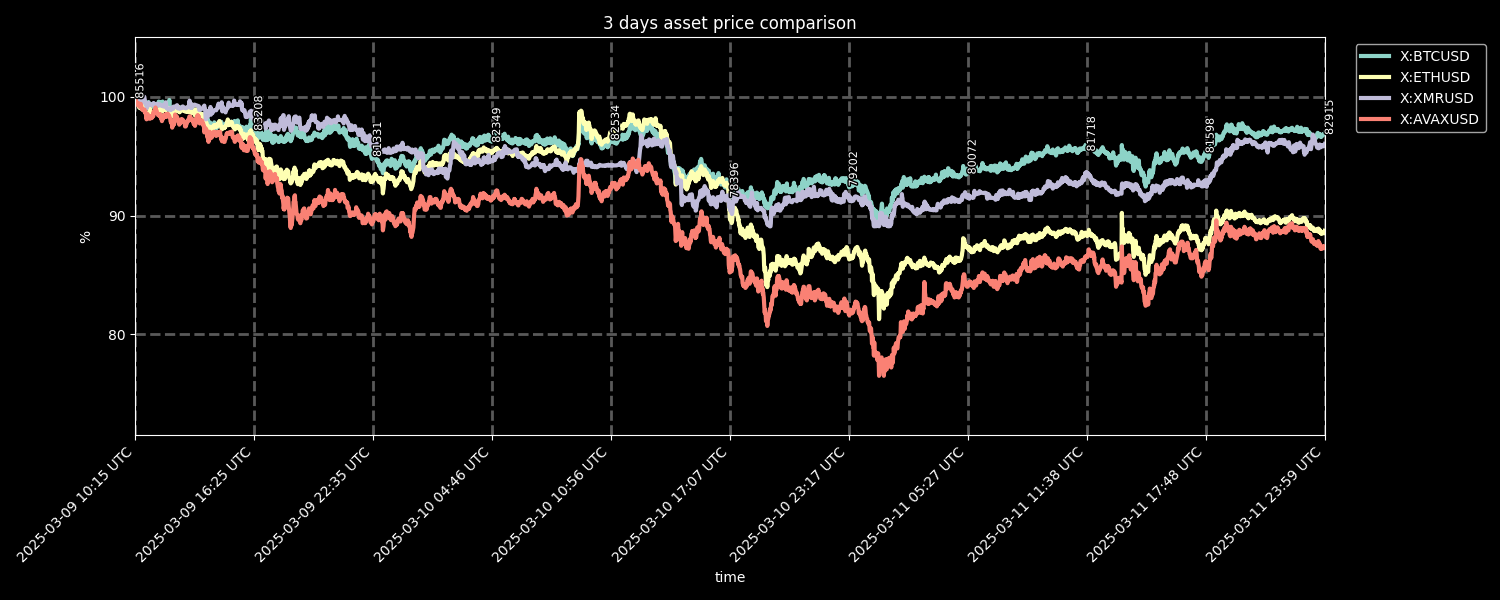 3 days asset price comparison
X:BTCUSD
X:ETHUSD
X:XMRUSD
X:AVAXUSD
100
90
80
%
85516
83208
81331
82349
82534
78396
79202
80072
81718
81598
82915
2025-03-09 10:15 UTC
2025-03-09 16:25 UTC
2025-03-09 22:35 UTC
2025-03-10 04:46 UTC
2025-03-10 10:56 UTC
2025-03-10 17:07 UTC
2025-03-10 23:17 UTC
2025-03-11 05:27 UTC
2025-03-11 11:38 UTC
2025-03-11 17:48 UTC
2025-03-11 23:59 UTC
time